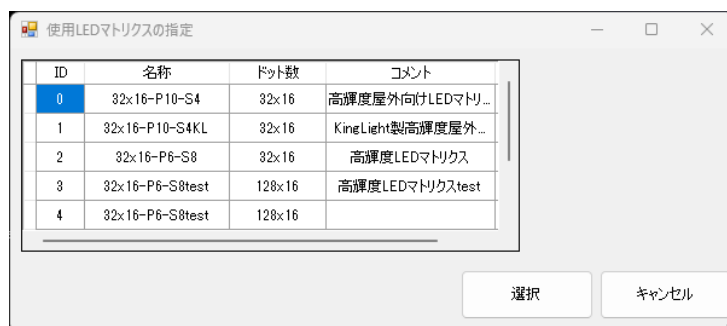 使用LEDマトリクスの指定
ID 名称 ドット数 コメント
0 32x16-P10-S4 32x16 高輝度屋外向けLEDマトリ...
1 32x16-P10-S4KL 32x16 KingLight製高輝度屋外...
2 32x16-P6-S8 32x16 高輝度LEDマトリクス
3 32x16-P6-S8test 128x16 高輝度LEDマトリクスtest
4 32x16-P6-S8test 128x16
選択 キャンセル